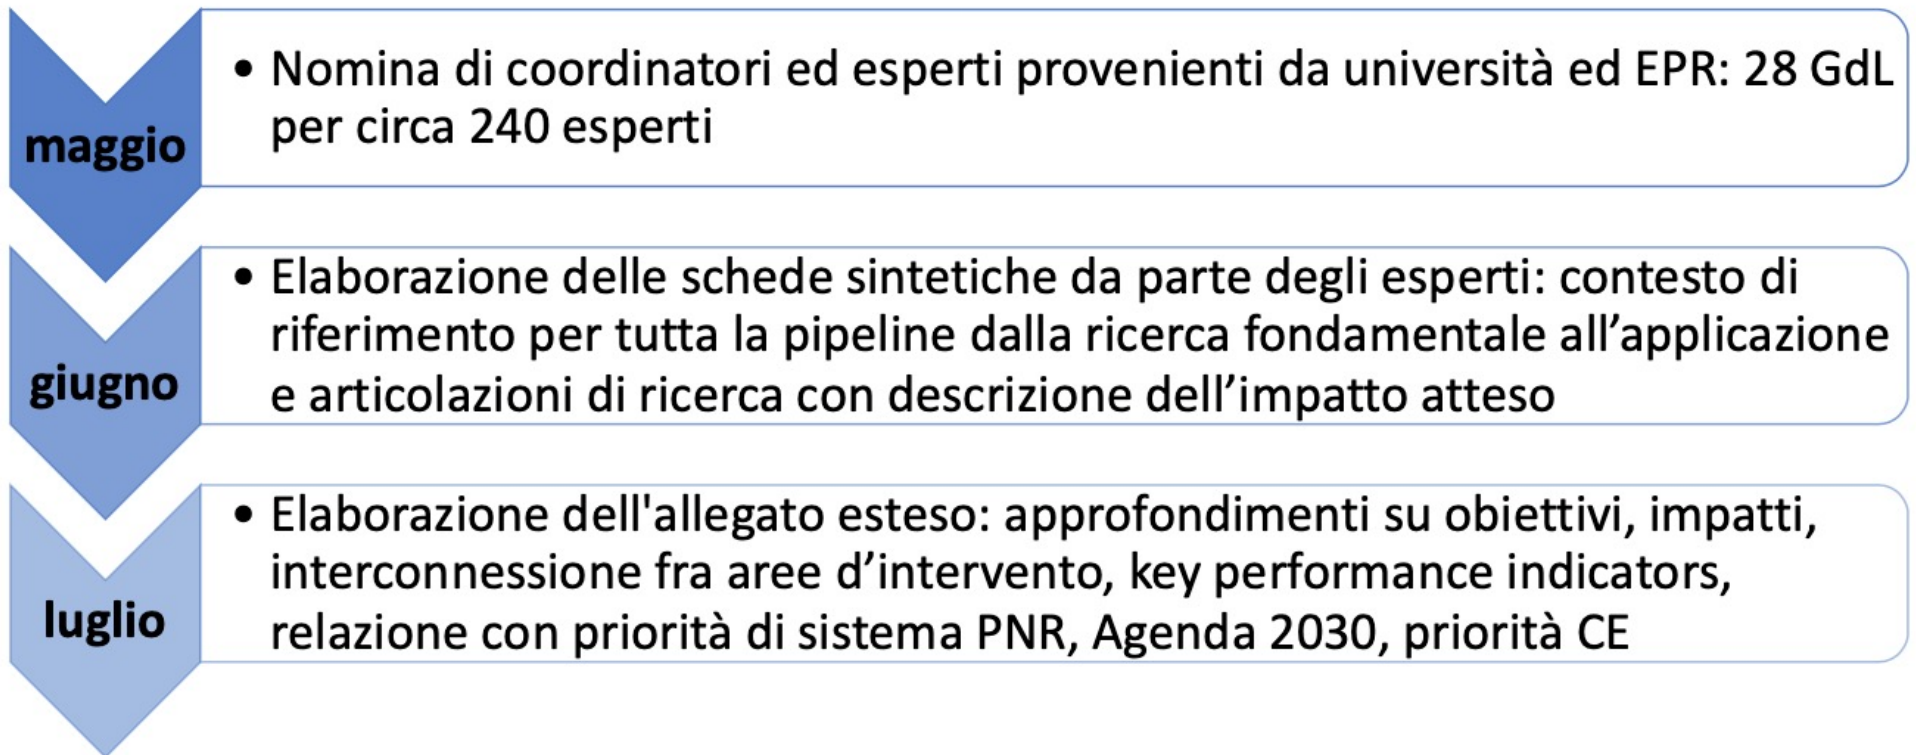 maggio
• Nomina di coordinatori ed esperti provenienti da università ed EPR: 28 GdL
per circa 240 esperti
giugno
• Elaborazione delle schede sintetiche da parte degli esperti: contesto di
riferimento per tutta la pipeline dalla ricerca fondamentale all’applicazione
e articolazioni di ricerca con descrizione dell’impatto atteso
luglio
• Elaborazione dell'allegato esteso: approfondimenti su obiettivi, impatti,
interconnessione fra aree d’intervento, key performance indicators,
relazione con priorità di sistema PNR, Agenda 2030, priorità CE